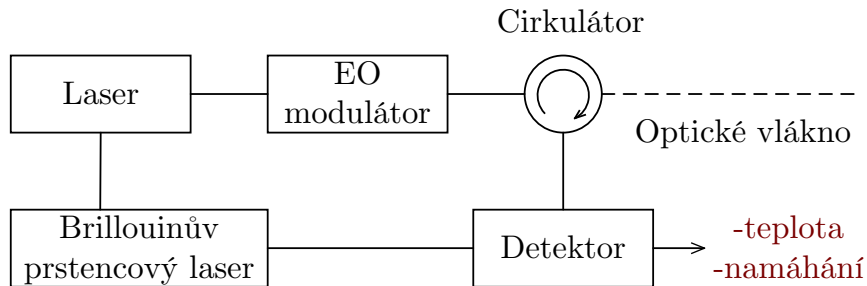 Cirkulátor
Laser
EO
modulátor
Optické vlákno
Brillouinův
prstencový laser
Detektor
-teplota
-namáhání